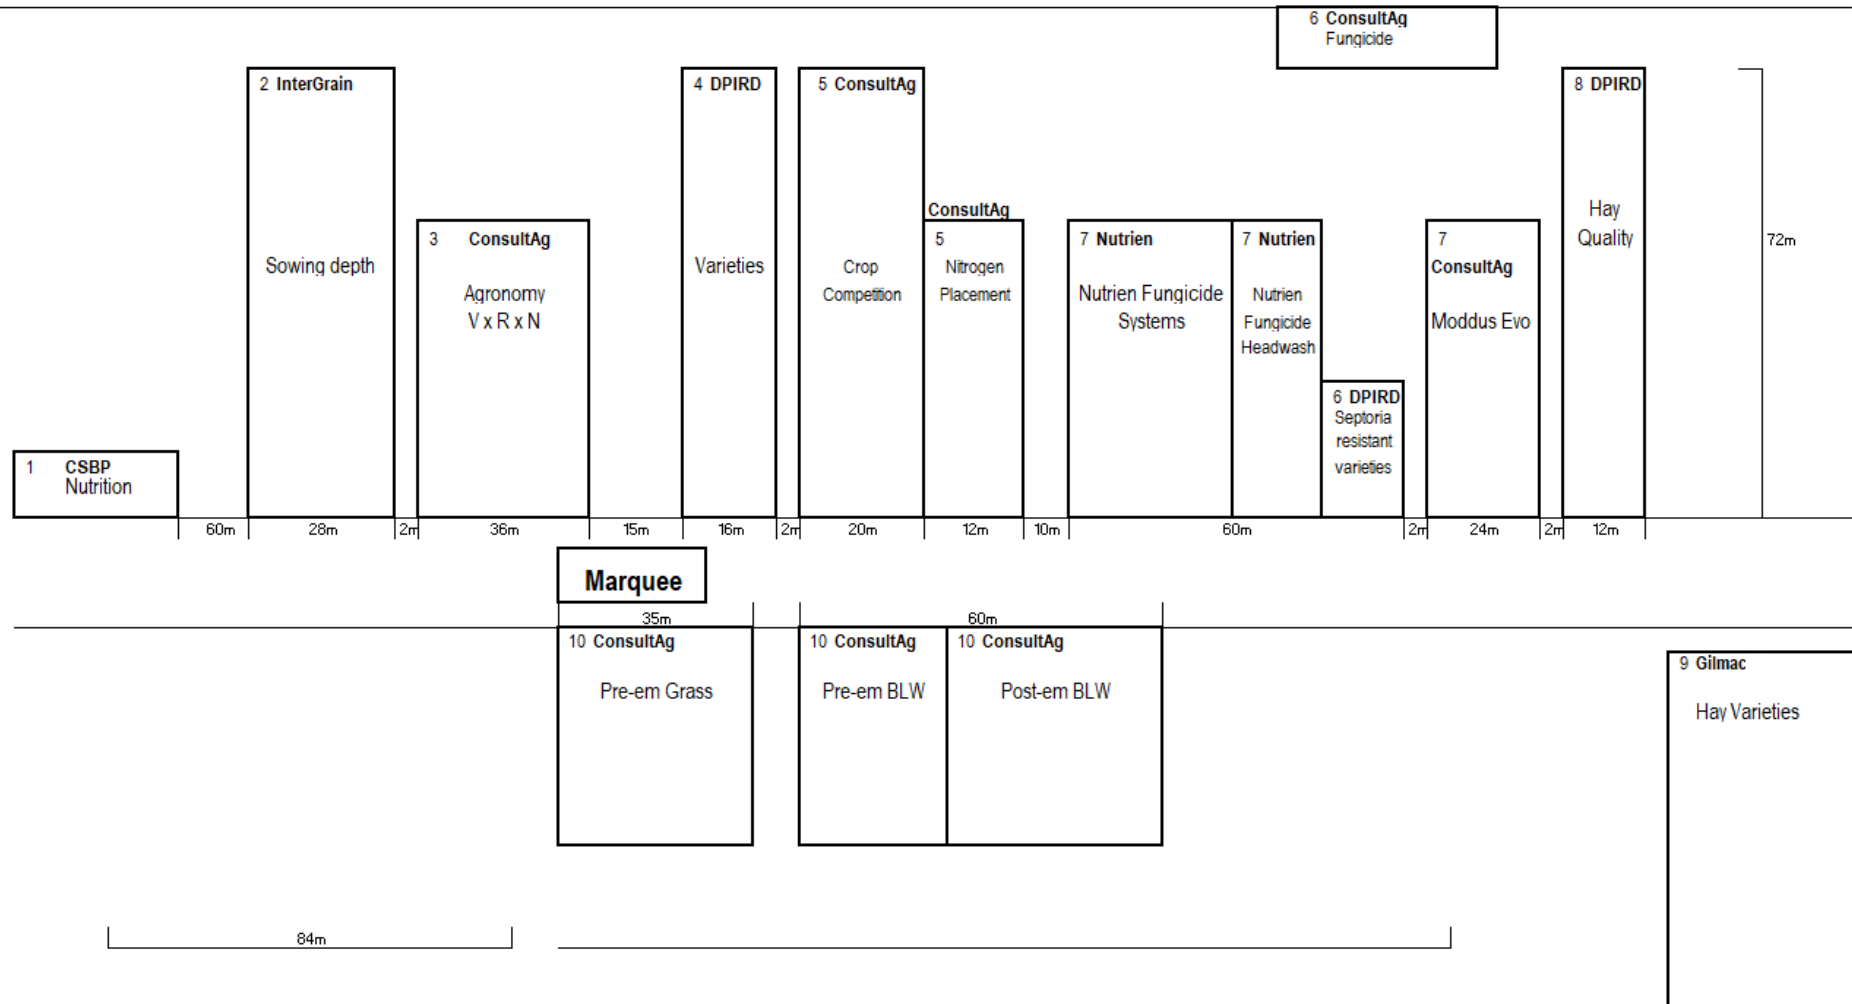 6 ConsultAg
Fungicide
2 InterGrain
Sowing depth
3 ConsultAg
Agronomy
V x R x N
4 DPIRD
Varieties
5 ConsultAg
Crop
Competition
ConsultAg
5
Nitrogen
Placement
7 Nutrien
Nutrien Fungicide
Systems
7 Nutrien
Nutrien
Fungicide
Headwash
6 DPIRD
Septoria
resistant
varieties
7
ConsultAg
Moddus Evo
8 DPIRD
Hay
Quality
72m
1 CSBP
Nutrition
60m 28m 2m 36m 15m 16m 2m 20m 12m 10m 60m 2m 24m 2m 12m
Marquee
35m 60m
10 ConsultAg
Pre-em Grass
10 ConsultAg
Pre-em BLW
10 ConsultAg
Post-em BLW
9 Gilmac
Hay Varieties
84m